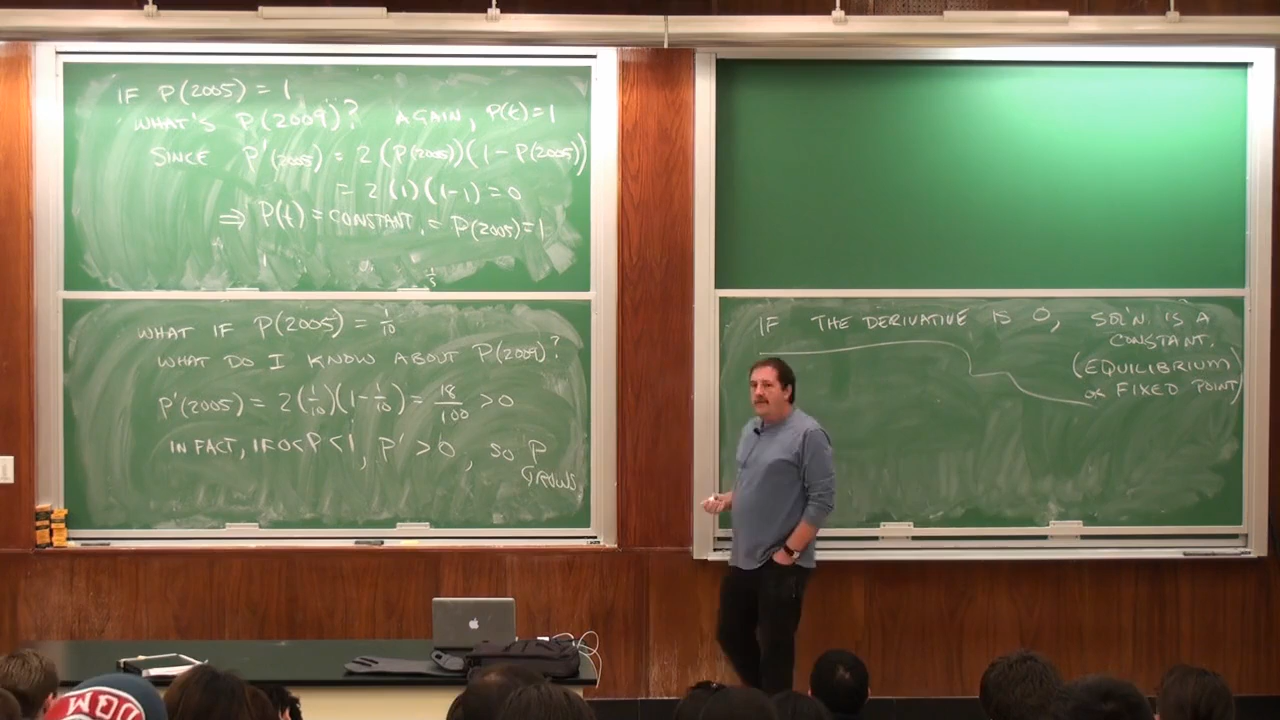 IF P(2005) = 1
WHAT'S P(2009)? AGAIN, P(t)=1
SINCE P'(2005) = 2(P(2005))(1-P(2005))
= 2(1)(1-1) = 0
⇒ P(t) = CONSTANT. = P(2005)=1
1/5
WHAT IF P(2005) = 1/10
WHAT DO I KNOW ABOUT P(2009)?
P'(2005) = 2(1/10)(1-1/10) = 18/100 >0
IN FACT, IF 0<P<1, P'>0, SO P
GROWS
IF THE DERIVATIVE IS 0, SOL'N. IS A
CONSTANT.
(EQUILIBRIUM
OR FIXED POINT)